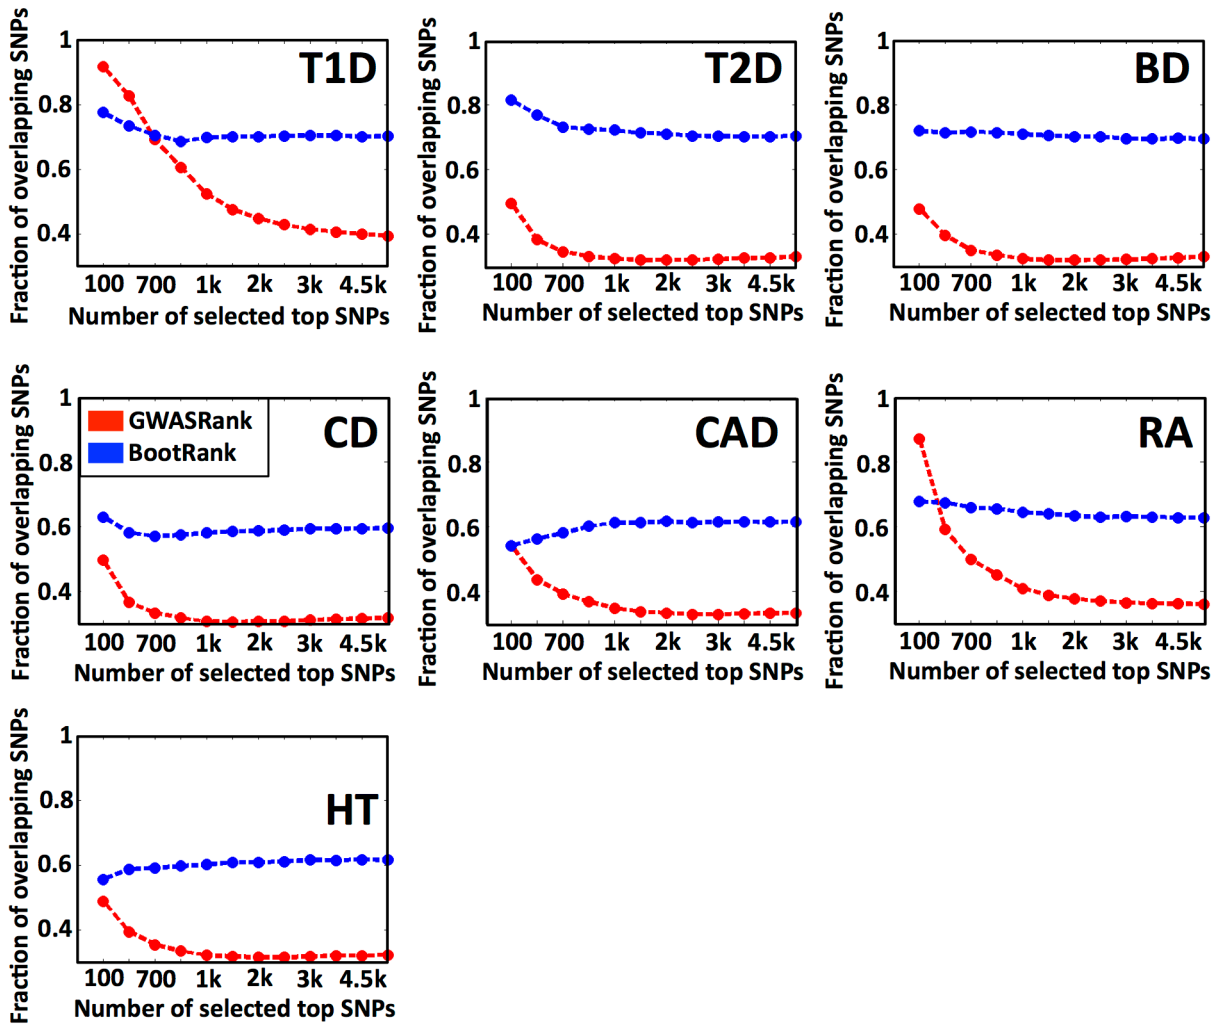 Fraction of overlapping SNPs
1
0.8
0.6
0.4
T1D
100 700 1k 2k 3k 4.5k
Number of selected top SNPs
Fraction of overlapping SNPs
1
0.8
0.6
0.4
T2D
100 700 1k 2k 3k 4.5k
Number of selected top SNPs
Fraction of overlapping SNPs
1
0.8
0.6
0.4
BD
100 700 1k 2k 3k 4.5k
Number of selected top SNPs
Fraction of overlapping SNPs
1
0.8
0.6
0.4
GWASRank
BootRank
CD
100 700 1k 2k 3k 4.5k
Number of selected top SNPs
Fraction of overlapping SNPs
1
0.8
0.6
0.4
CAD
100 700 1k 2k 3k 4.5k
Number of selected top SNPs
Fraction of overlapping SNPs
1
0.8
0.6
0.4
RA
100 700 1k 2k 3k 4.5k
Number of selected top SNPs
Fraction of overlapping SNPs
1
0.8
0.6
0.4
HT
100 700 1k 2k 3k 4.5k
Number of selected top SNPs